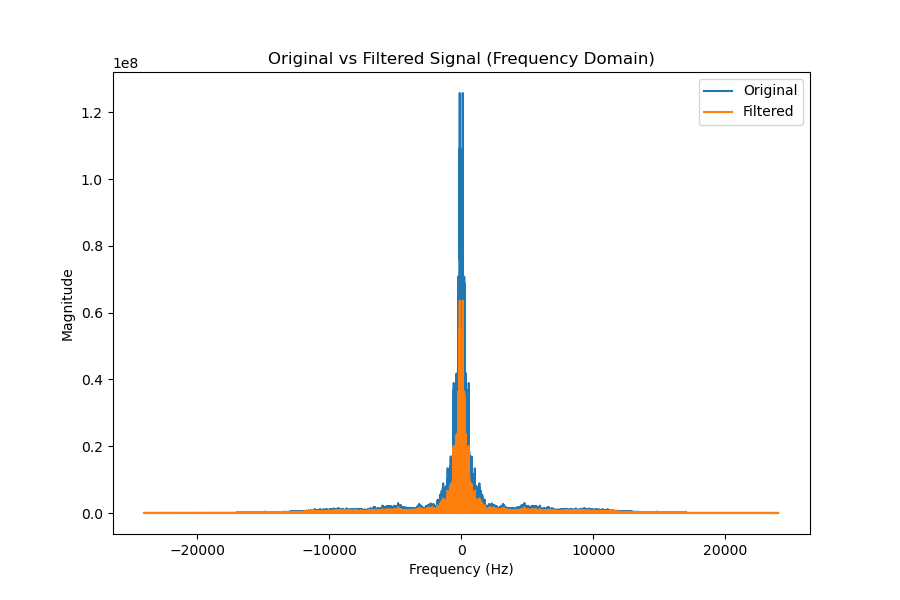 Original vs Filtered Signal (Frequency Domain)
1e8
Original
Filtered
1.2
1.0
0.8
0.6
0.4
0.2
0.0
Magnitude
−20000 −10000 0 10000 20000
Frequency (Hz)